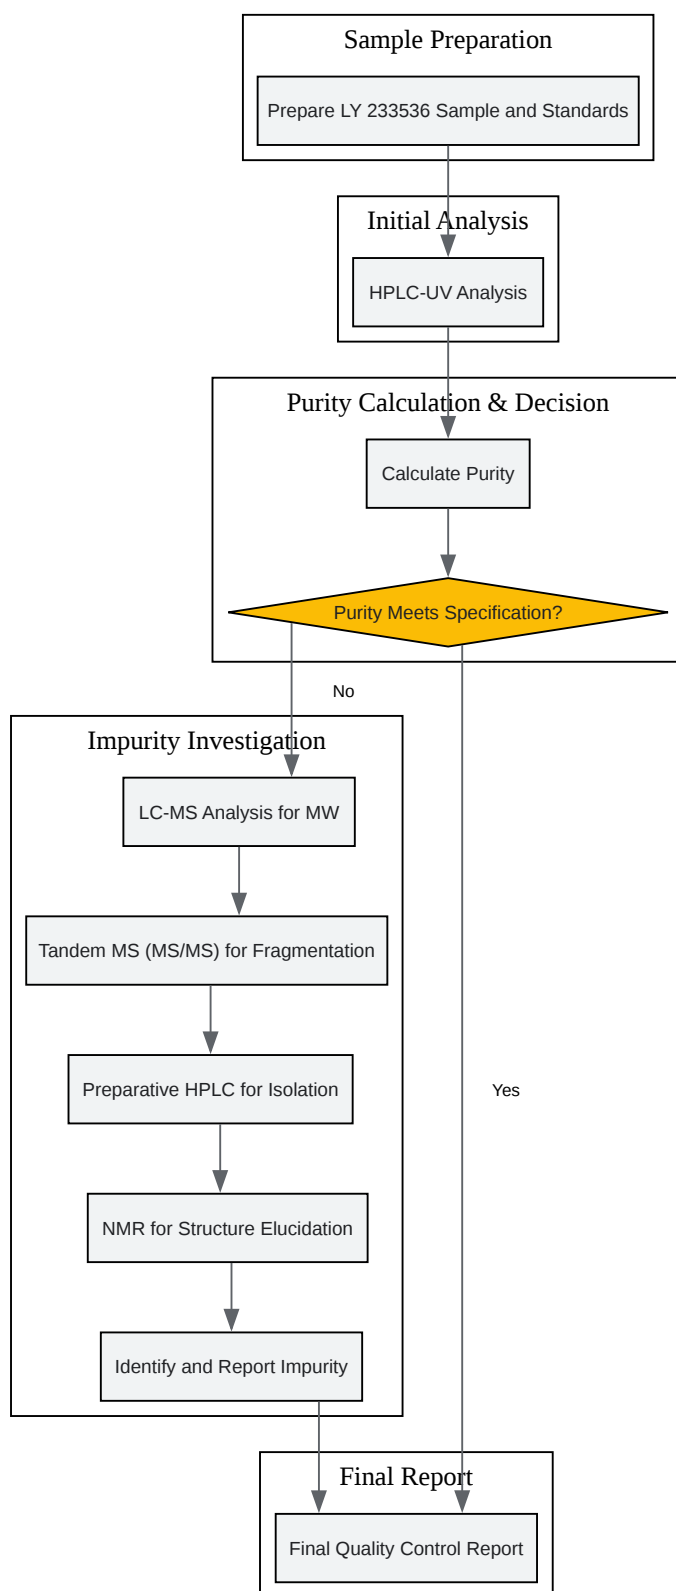 Sample Preparation
Prepare LY 233536 Sample and Standards
Initial Analysis
HPLC-UV Analysis
Purity Calculation & Decision
Calculate Purity
Purity Meets Specification?
No
Impurity Investigation
LC-MS Analysis for MW
Tandem MS (MS/MS) for Fragmentation
Preparative HPLC for Isolation
Yes
NMR for Structure Elucidation
Identify and Report Impurity
Final Report
Final Quality Control Report